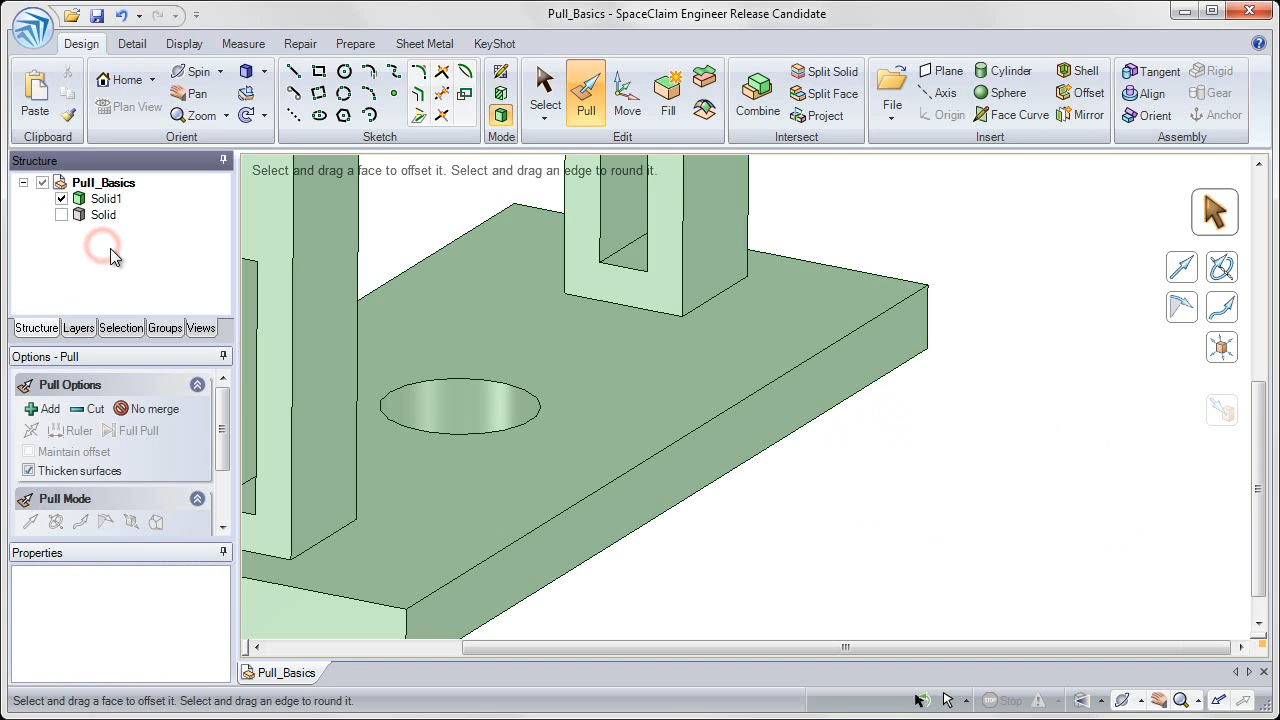 Pull_Basics - SpaceClaim Engineer Release Candidate
Design Detail Display Measure Repair Prepare Sheet Metal KeyShot
Paste
Clipboard
Home Spin
Plan View Pan
Zoom
Orient
Sketch
Mode
Select Pull Move Fill
Edit
Combine Split Solid
Split Face
Project
Intersect
File Plane Cylinder Shell
Axis Sphere Offset
Origin Face Curve Mirror
Insert
Tangent Rigid
Align Gear
Orient Anchor
Assembly
Structure
Pull_Basics
Solid1
Solid
Structure Layers Selection Groups Views
Options - Pull
Pull Options
Add Cut No merge
Ruler Full Pull
Maintain offset
Thicken surfaces
Pull Mode
Properties
Select and drag a face to offset it. Select and drag an edge to round it.
Pull_Basics
Select and drag a face to offset it. Select and drag an edge to round it.
Stop